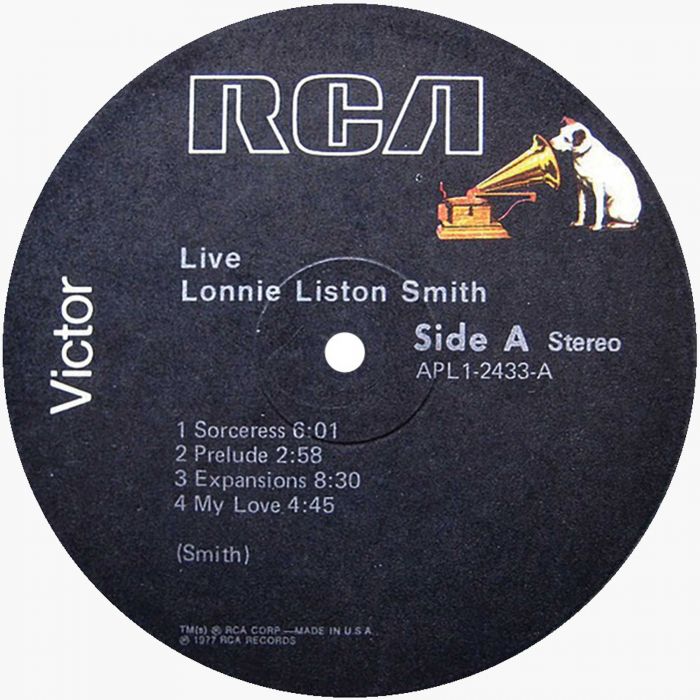 RCA
Victor
Live
Lonnie Liston Smith
Side A Stereo
APL1-2433-A
1 Sorceress 6:01
2 Prelude 2:58
3 Expansions 8:30
4 My Love 4:45
(Smith)
TM(s) ® RCA CORP.—MADE IN U.S.A.
℗ 1977 RCA RECORDS